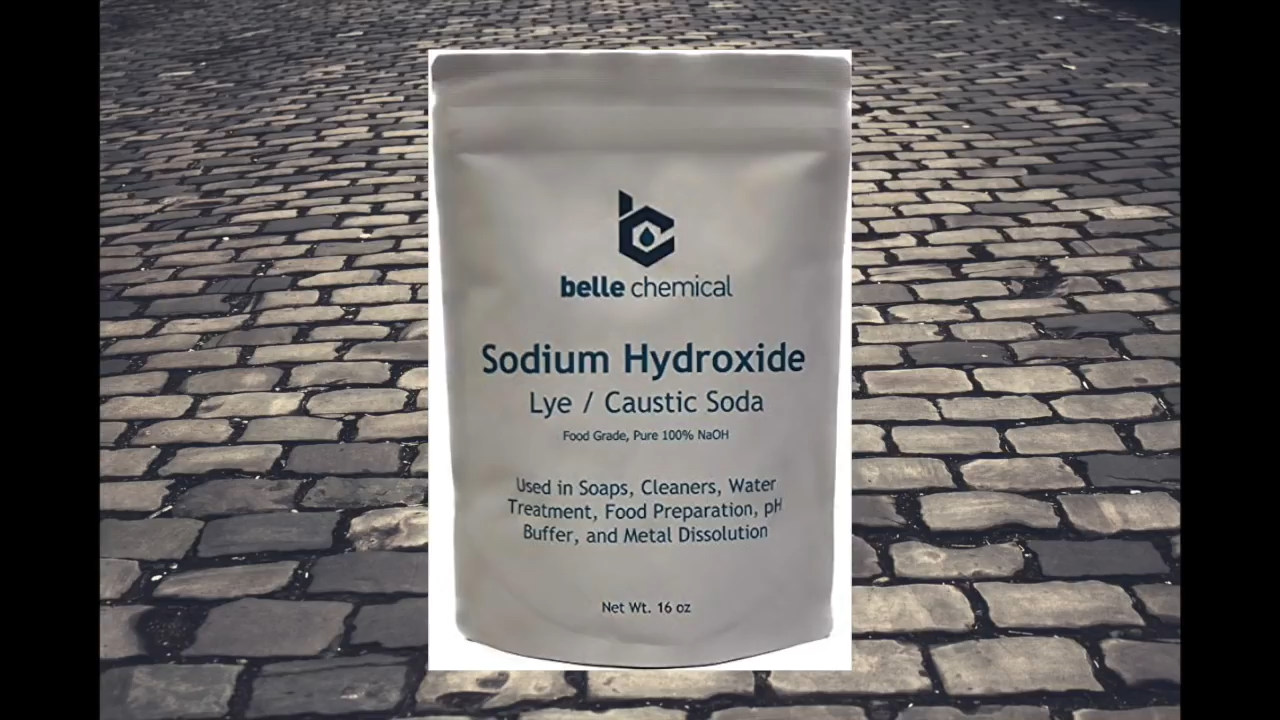 belle chemical
Sodium Hydroxide
Lye / Caustic Soda
Food Grade, Pure 100% NaOH
Used in Soaps, Cleaners, Water
Treatment, Food Preparation, pH
Buffer, and Metal Dissolution
Net Wt. 16 oz